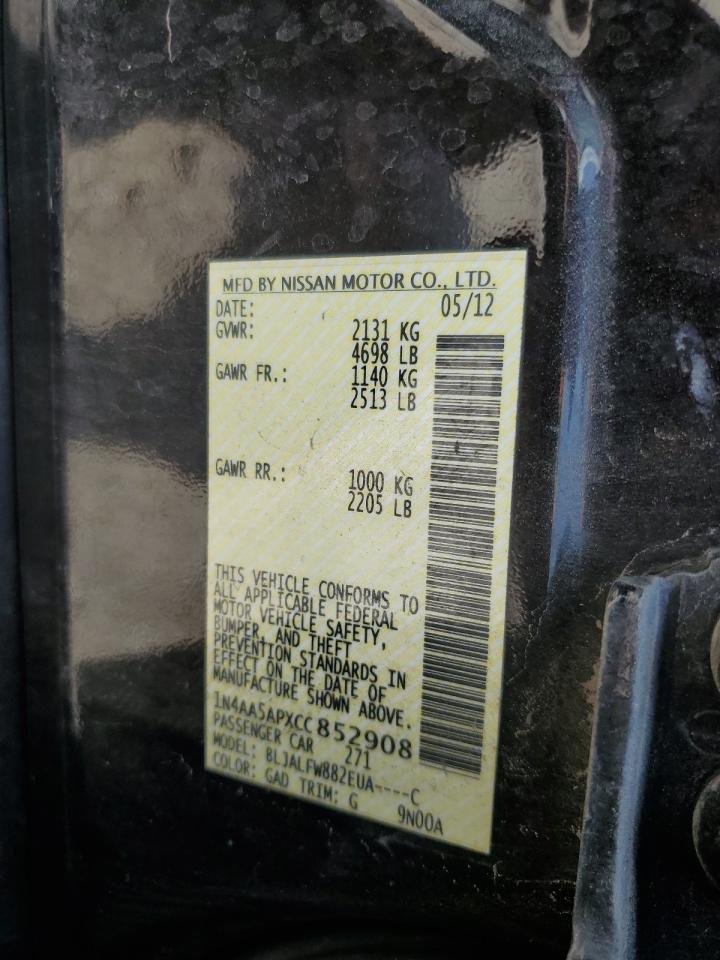 MFD BY NISSAN MOTOR CO., LTD.
DATE: 05/12
GVWR: 2131 KG
4698 LB
GAWR FR.: 1140 KG
2513 LB
GAWR RR.: 1000 KG
2205 LB
THIS VEHICLE CONFORMS TO
ALL APPLICABLE FEDERAL
MOTOR VEHICLE SAFETY,
BUMPER, AND THEFT
PREVENTION STANDARDS IN
EFFECT ON THE DATE OF
MANUFACTURE SHOWN ABOVE.
1N4AA5APXCC852908
PASSENGER CAR 271
MODEL: BLJALFW882EUA----C
COLOR: GAD TRIM: G 9N00A